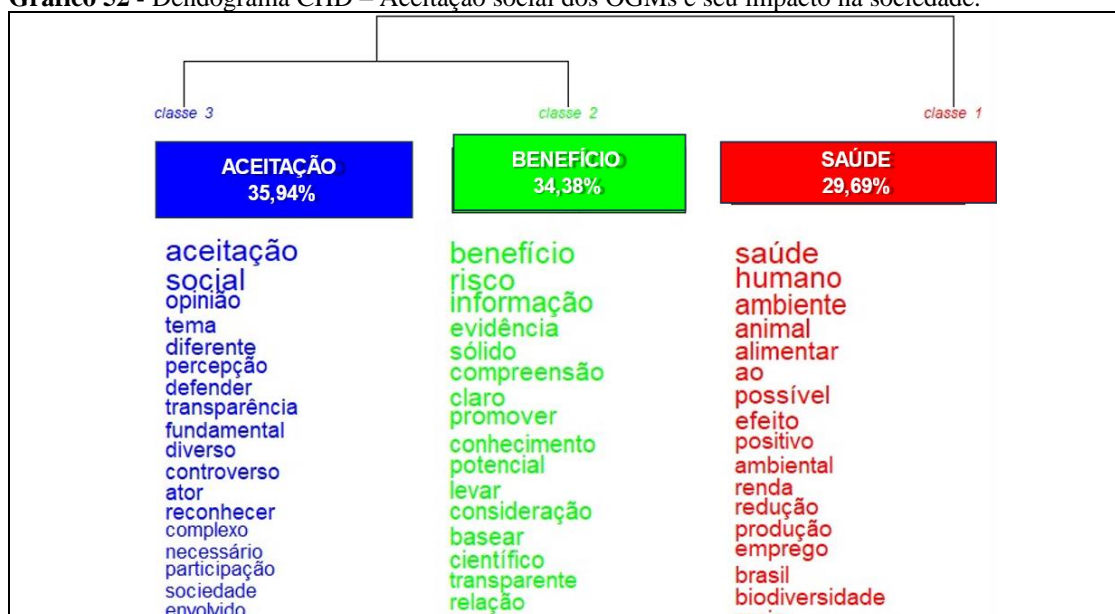 Gráfico 52 - Dendograma CHD – Aceitação social dos OGMs e seu impacto na sociedade.
classe 3
classe 2
classe 1
ACEITAÇÃO
35,94%
BENEFÍCIO
34,38%
SAÚDE
29,69%
aceitação
social
opinião
tema
diferente
percepção
defender
transparência
fundamental
diverso
controverso
ator
reconhecer
complexo
necessário
participação
sociedade
envolvido
benefício
risco
informação
evidência
sólido
compreensão
claro
promover
conhecimento
potencial
levar
consideração
basear
científico
transparente
relação
saúde
humano
ambiente
animal
alimentar
ao
possível
efeito
positivo
ambiental
renda
redução
produção
emprego
brasil
biodiversidade